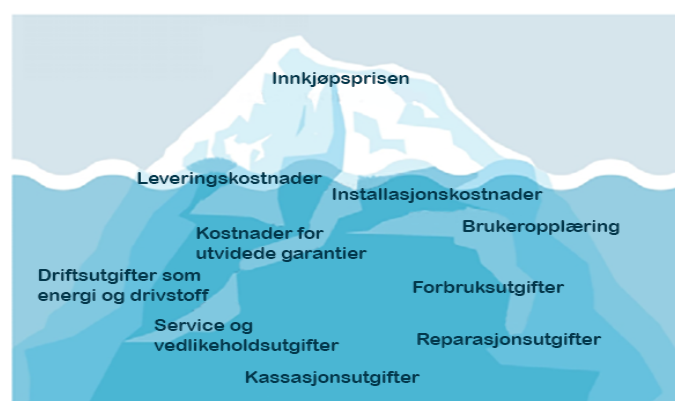 Innkjøpsprisen
Leveringskostnader
Installasjonskostnader
Brukeropplæring
Kostnader for
utvidede garantier
Driftsutgifter som
energi og drivstoff
Forbruksutgifter
Service og
vedlikeholdsutgifter
Reparasjonsutgifter
Kassasjonsutgifter